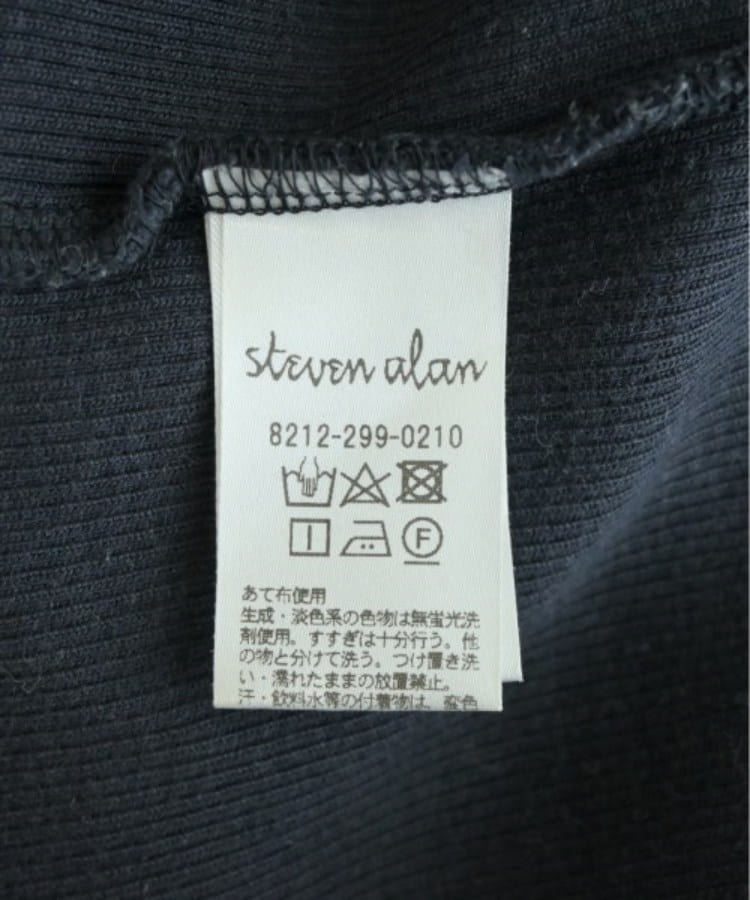 steven alan
8212-299-0210
F
あて布使用
生成・淡色系の色物は無蛍光洗
剤使用。すすぎは十分行う。他
の物と分けて洗う。つけ置き洗
い・濡れたままの放置禁止。
汗・飲料水等の付着物は、変色